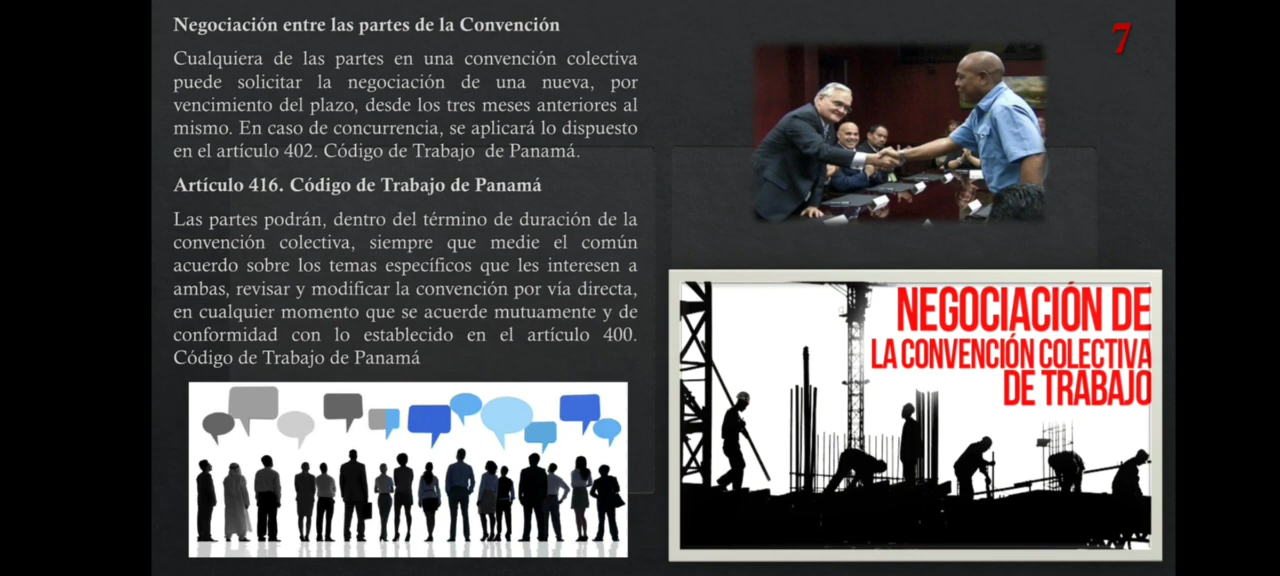 Negociación entre las partes de la Convención
Cualquiera de las partes en una convención colectiva
puede solicitar la negociación de una nueva, por
vencimiento del plazo, desde los tres meses anteriores al
mismo. En caso de concurrencia, se aplicará lo dispuesto
en el artículo 402. Código de Trabajo de Panamá.
Artículo 416. Código de Trabajo de Panamá
Las partes podrán, dentro del término de duración de la
convención colectiva, siempre que medie el común
acuerdo sobre los temas específicos que les interesen a
ambas, revisar y modificar la convención por vía directa,
en cualquier momento que se acuerde mutuamente y de
conformidad con lo establecido en el artículo 400.
Código de Trabajo de Panamá
7
NEGOCIACIÓN DE
LA CONVENCIÓN COLECTIVA
DE TRABAJO